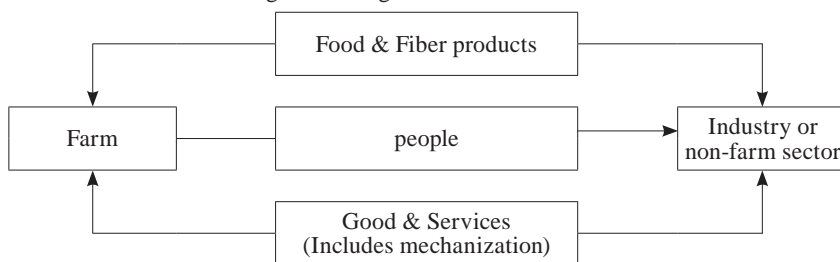 Food & Fiber products
Farm
people
Industry or
non-farm sector
Good & Services
(Includes mechanization)